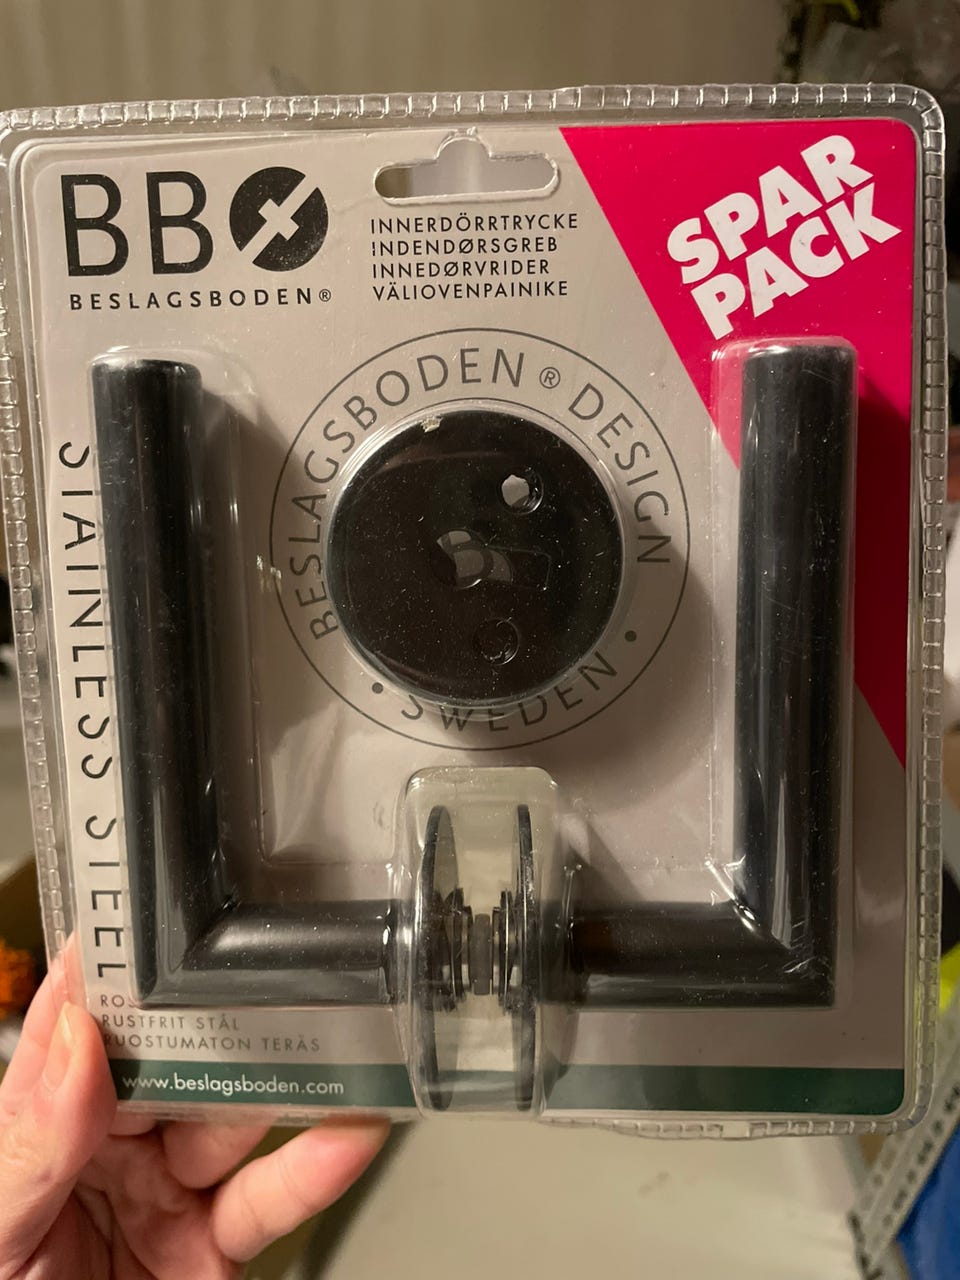 BB
BESLAGSBODEN®
INNERDÖRRTRYCKE
INDENDØRSGREB
INNEDØRVRIDER
VÄLIOVENPAINIKE
SPAR
PACK
BESLAGSBODEN® DESIGN
• SWEDEN •
STAINLESS STEEL
RUSTFRIT STÅL
RUOSTUMATON TERÄS
www.beslagsboden.com